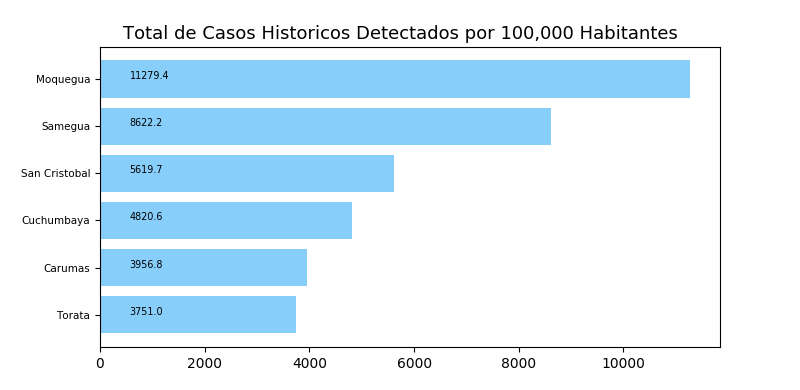 Total de Casos Historicos Detectados por 100,000 Habitantes
Moquegua 11279.4
Samegua 8622.2
San Cristobal 5619.7
Cuchumbaya 4820.6
Carumas 3956.8
Torata 3751.0
0 2000 4000 6000 8000 10000